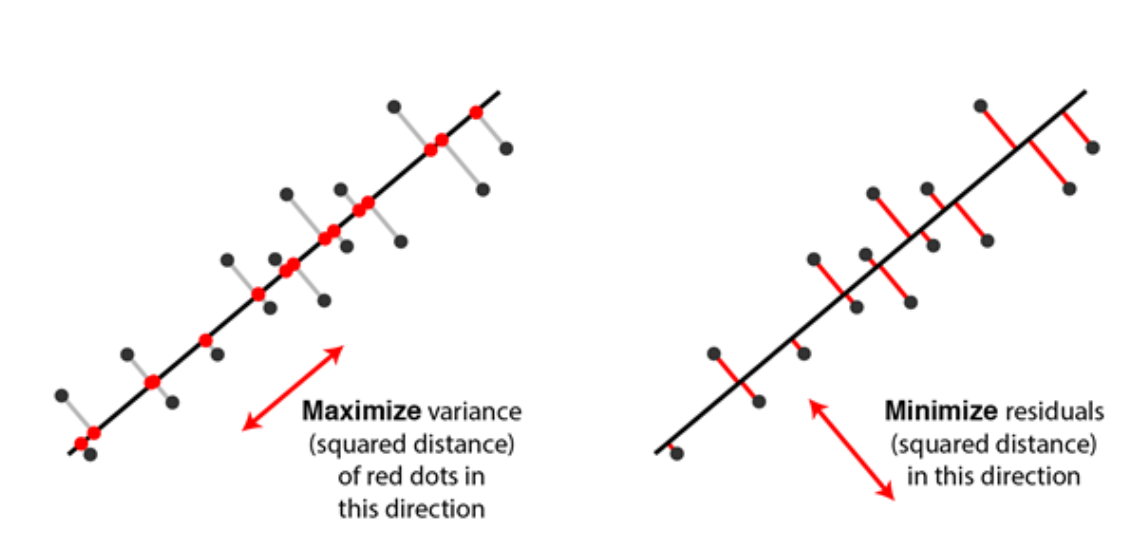 Maximize variance
(squared distance)
of red dots in
this direction
Minimize residuals
(squared distance)
in this direction